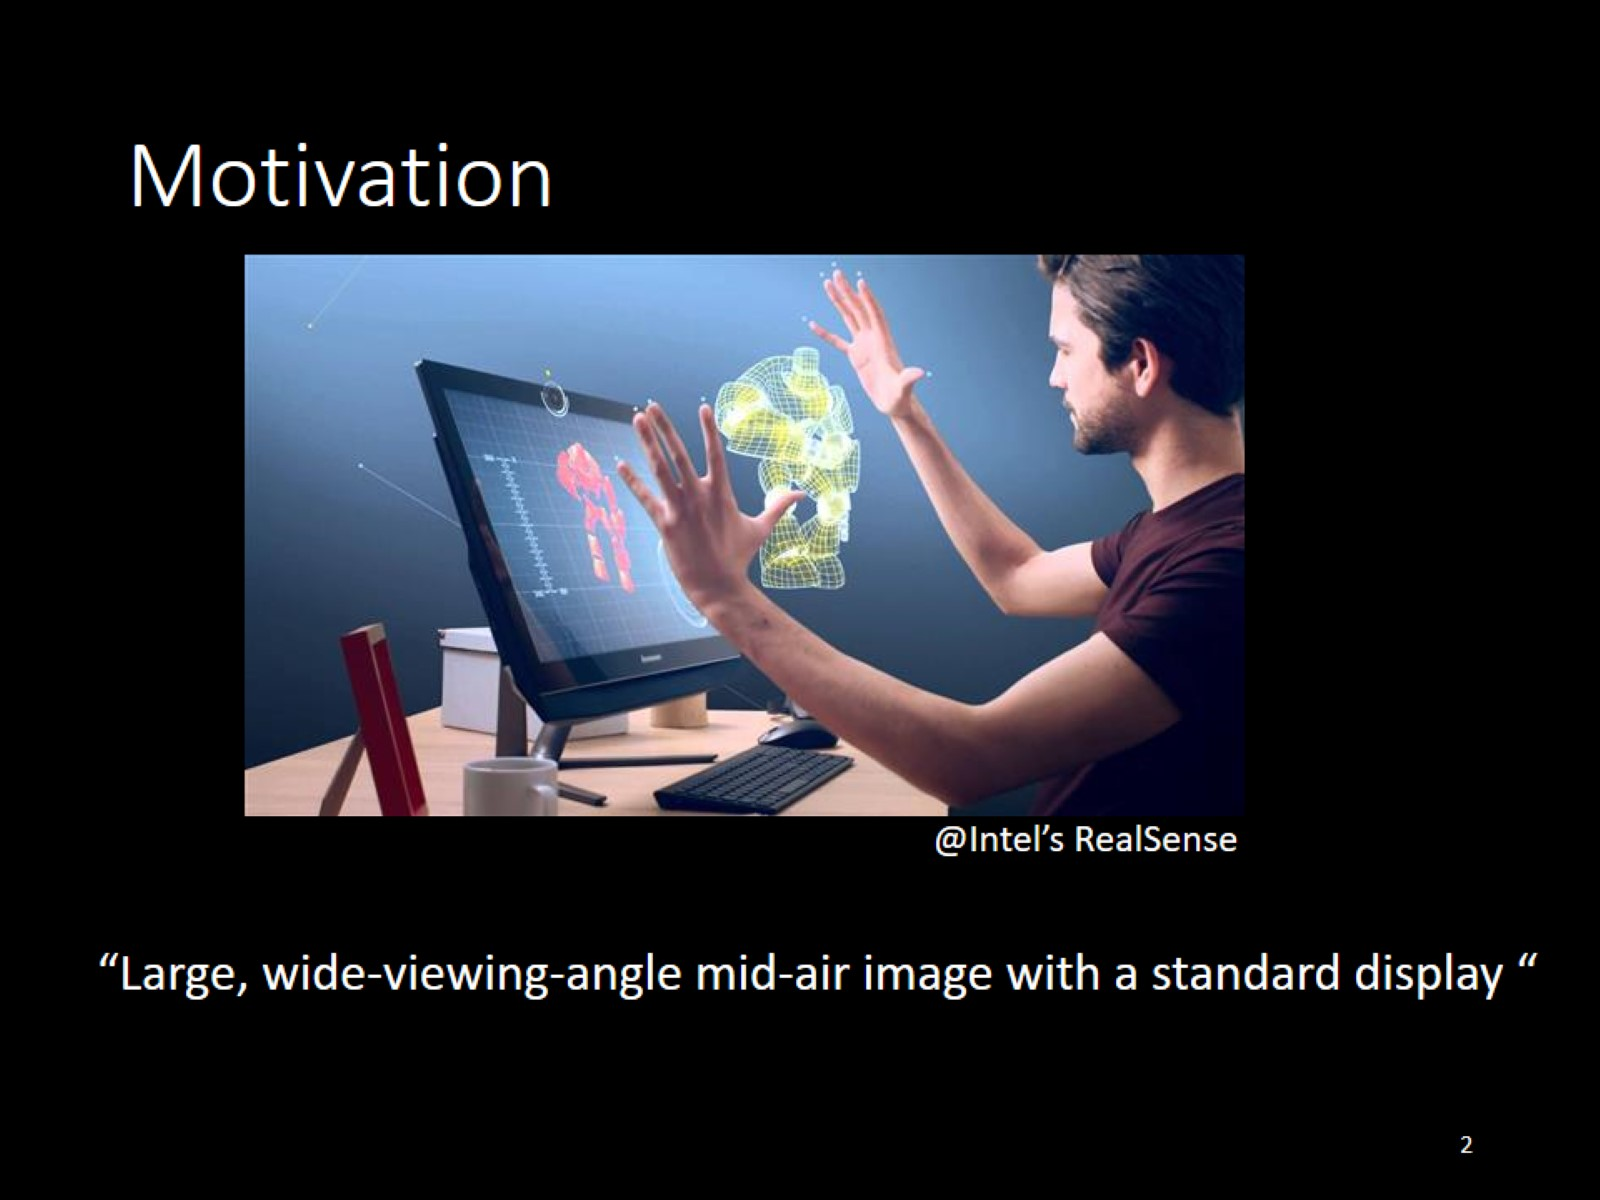 Motivation
@Intel’s RealSense
“Large, wide-viewing-angle mid-air image with a standard display “
2